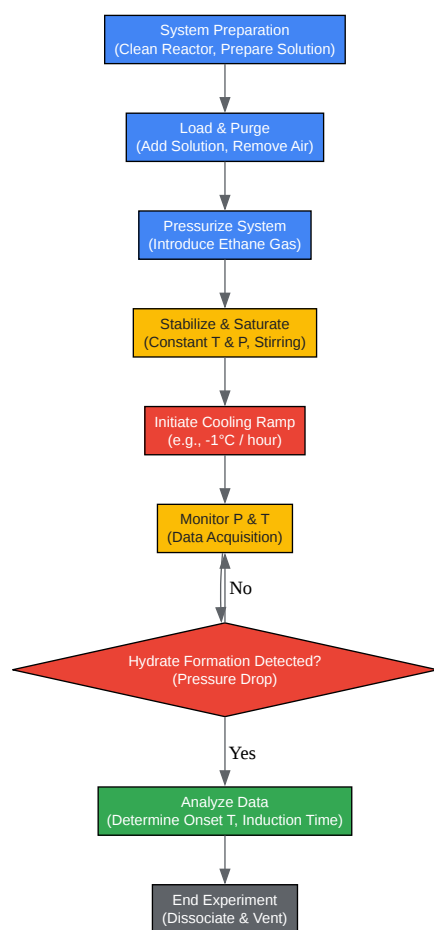 System Preparation
(Clean Reactor, Prepare Solution)
Load & Purge
(Add Solution, Remove Air)
Pressurize System
(Introduce Ethane Gas)
Stabilize & Saturate
(Constant T & P, Stirring)
Initiate Cooling Ramp
(e.g., -1°C / hour)
Monitor P & T
(Data Acquisition)
No
Hydrate Formation Detected?
(Pressure Drop)
Yes
Analyze Data
(Determine Onset T, Induction Time)
End Experiment
(Dissociate & Vent)